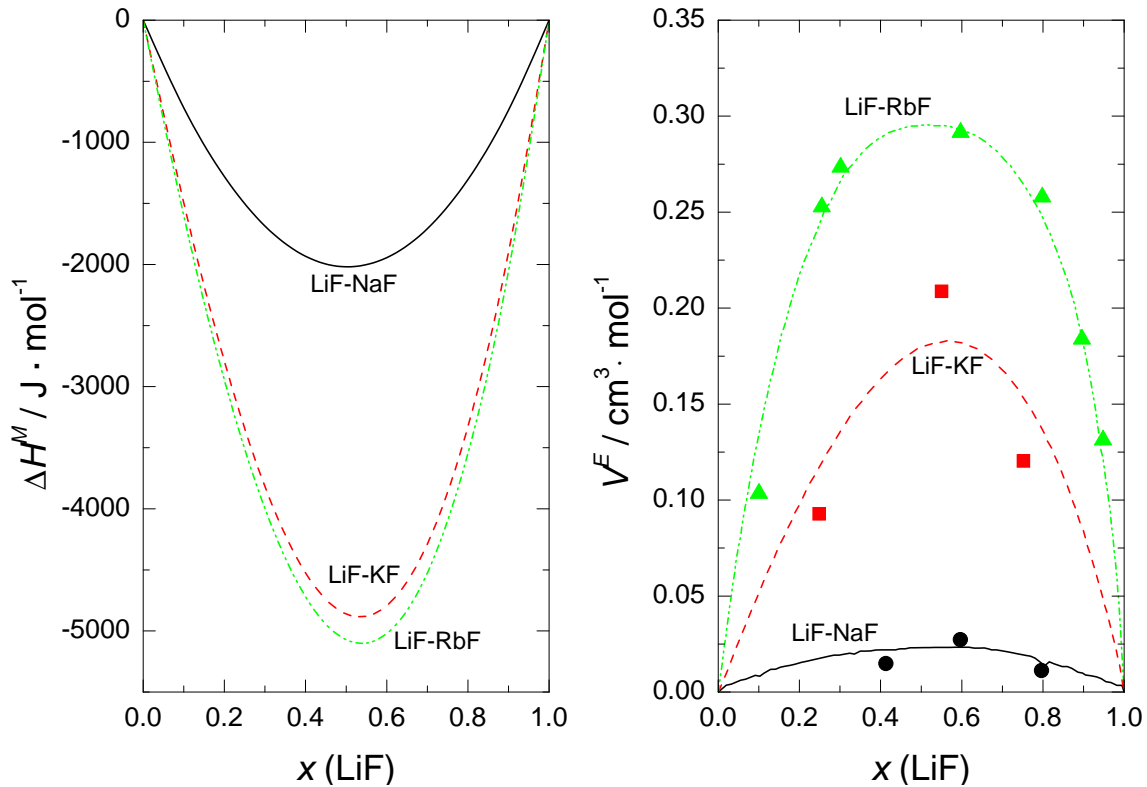 0
-1000
-2000
-3000
-4000
-5000
ΔHᴹ / J · mol⁻¹
LiF-NaF
LiF-KF
LiF-RbF
0.0 0.2 0.4 0.6 0.8 1.0
x (LiF)
0.35
0.30
0.25
0.20
0.15
0.10
0.05
0.00
Vᴱ / cm³ · mol⁻¹
LiF-RbF
LiF-KF
LiF-NaF
0.0 0.2 0.4 0.6 0.8 1.0
x (LiF)